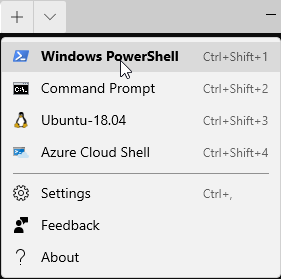 Windows PowerShell Ctrl+Shift+1
Command Prompt Ctrl+Shift+2
Ubuntu-18.04 Ctrl+Shift+3
Azure Cloud Shell Ctrl+Shift+4
Settings Ctrl+,
Feedback
About